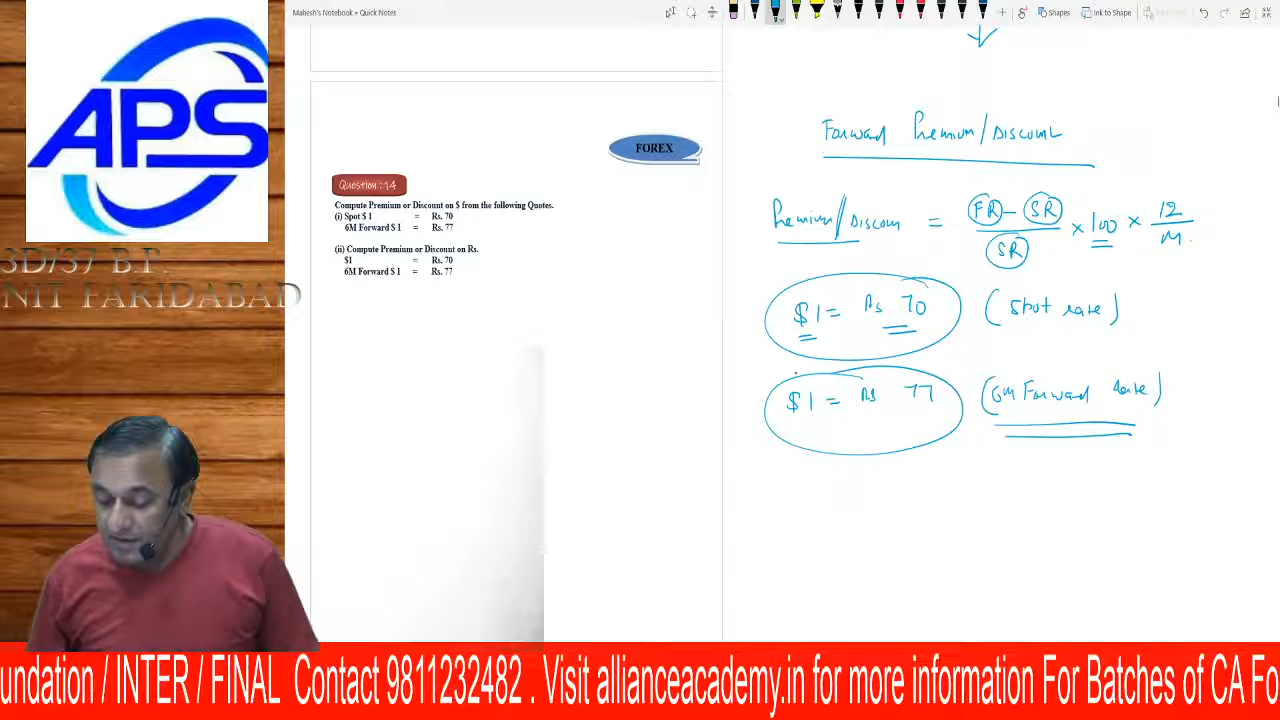 Mahesh's Notebook » Quick Notes
Shapes
Ink to Shape
APS
3D/37 B.P.
NIT FARIDABAD
FOREX
Question : 14
Compute Premium or Discount on $ from the following Quotes.
(i) Spot $ 1 = Rs. 70
6M Forward $ 1 = Rs. 77
(ii) Compute Premium or Discount on Rs.
$1 = Rs. 70
6M Forward $ 1 = Rs. 77
Forward Premium/Discount
Premium/Discoun = FR - SR / SR × 100 × 12 / M.
$1 = Rs 70 (Spot rate)
$1 = Rs 77 (6m Forward rate)
undation / INTER / FINAL Contact 9811232482 . Visit allianceacademy.in for more information For Batches of CA Fo